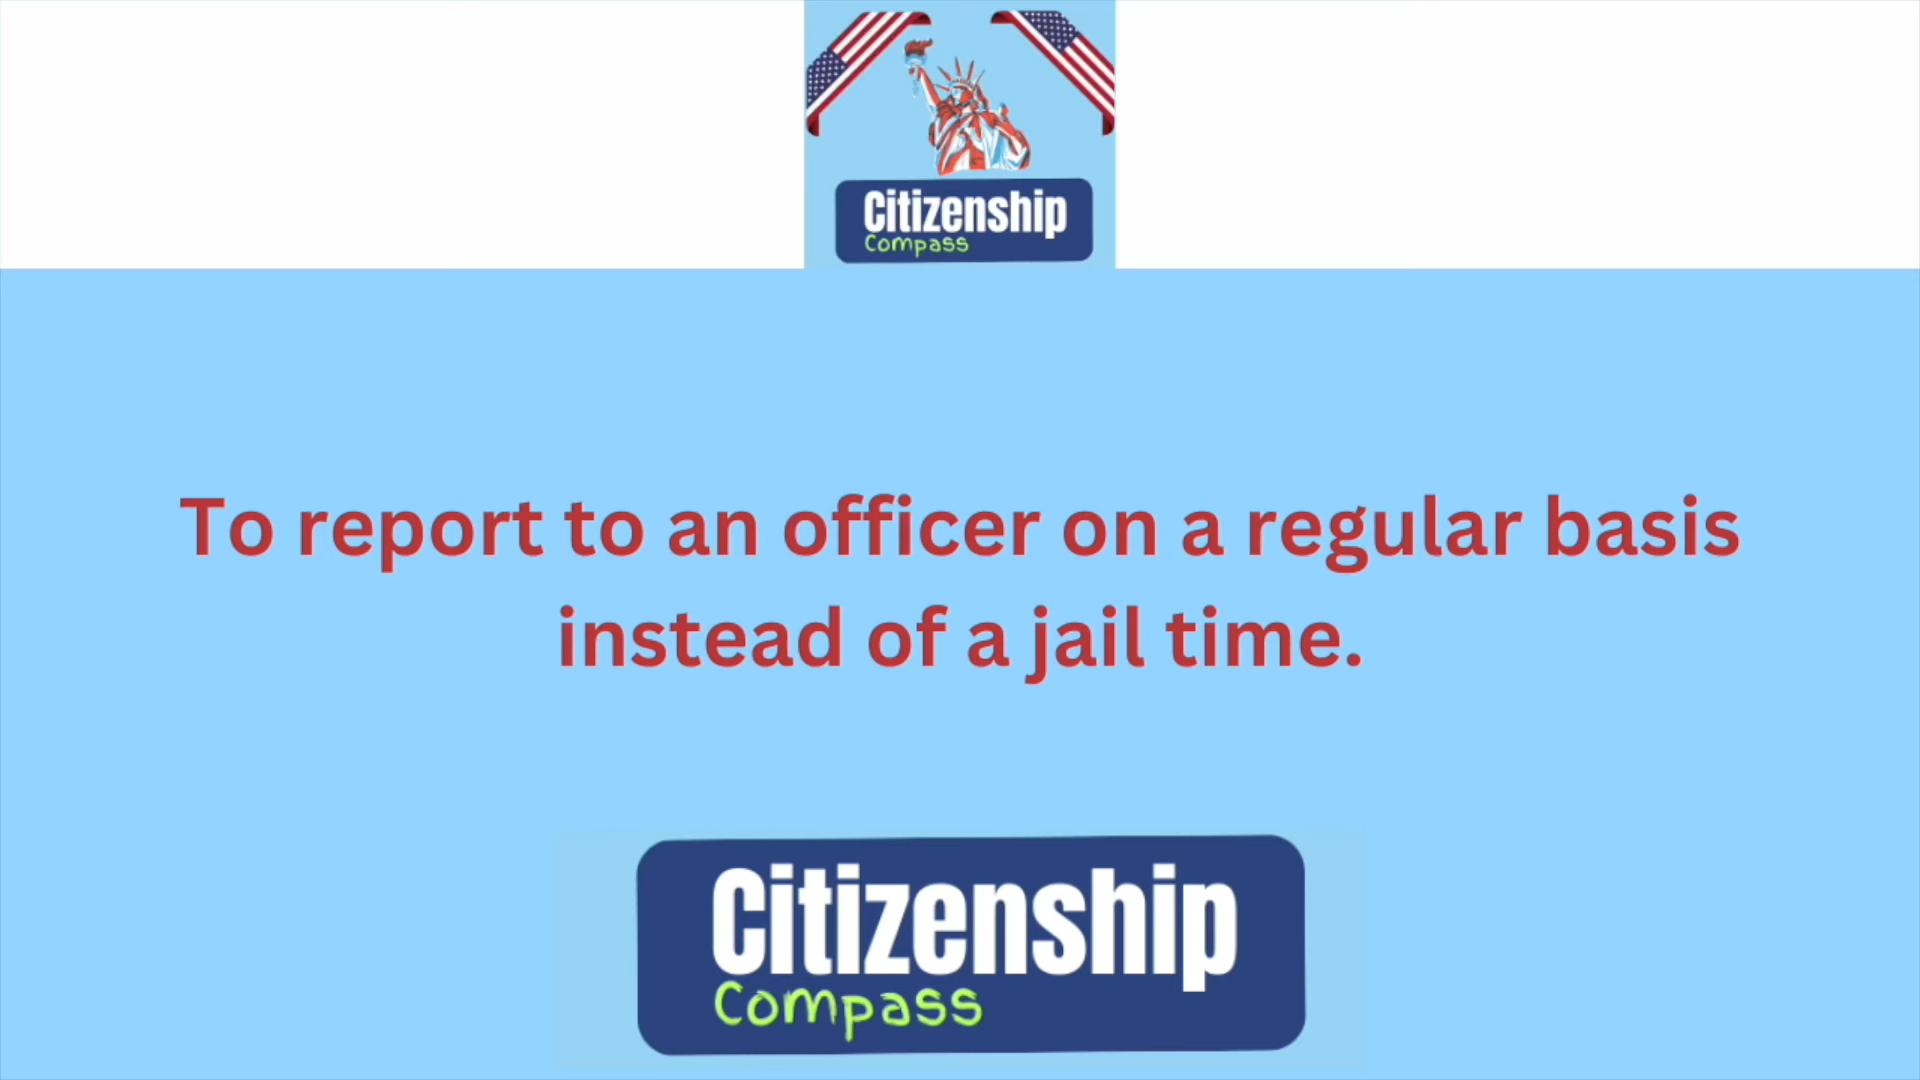 Citizenship
Compass
To report to an officer on a regular basis
instead of a jail time.
Citizenship
Compass